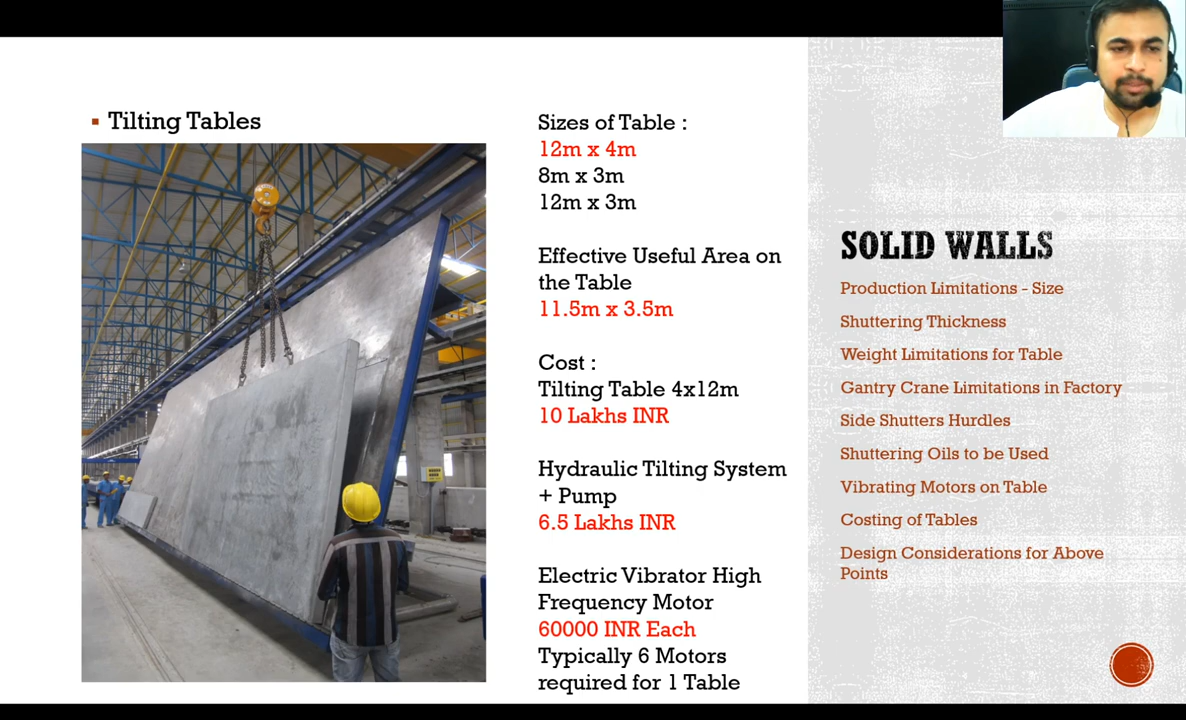 Tilting Tables
Sizes of Table :
12m x 4m
8m x 3m
12m x 3m
Effective Useful Area on
the Table
11.5m x 3.5m
Cost :
Tilting Table 4x12m
10 Lakhs INR
Hydraulic Tilting System
+ Pump
6.5 Lakhs INR
Electric Vibrator High
Frequency Motor
60000 INR Each
Typically 6 Motors
required for 1 Table
SOLID WALLS
Production Limitations - Size
Shuttering Thickness
Weight Limitations for Table
Gantry Crane Limitations in Factory
Side Shutters Hurdles
Shuttering Oils to be Used
Vibrating Motors on Table
Costing of Tables
Design Considerations for Above
Points